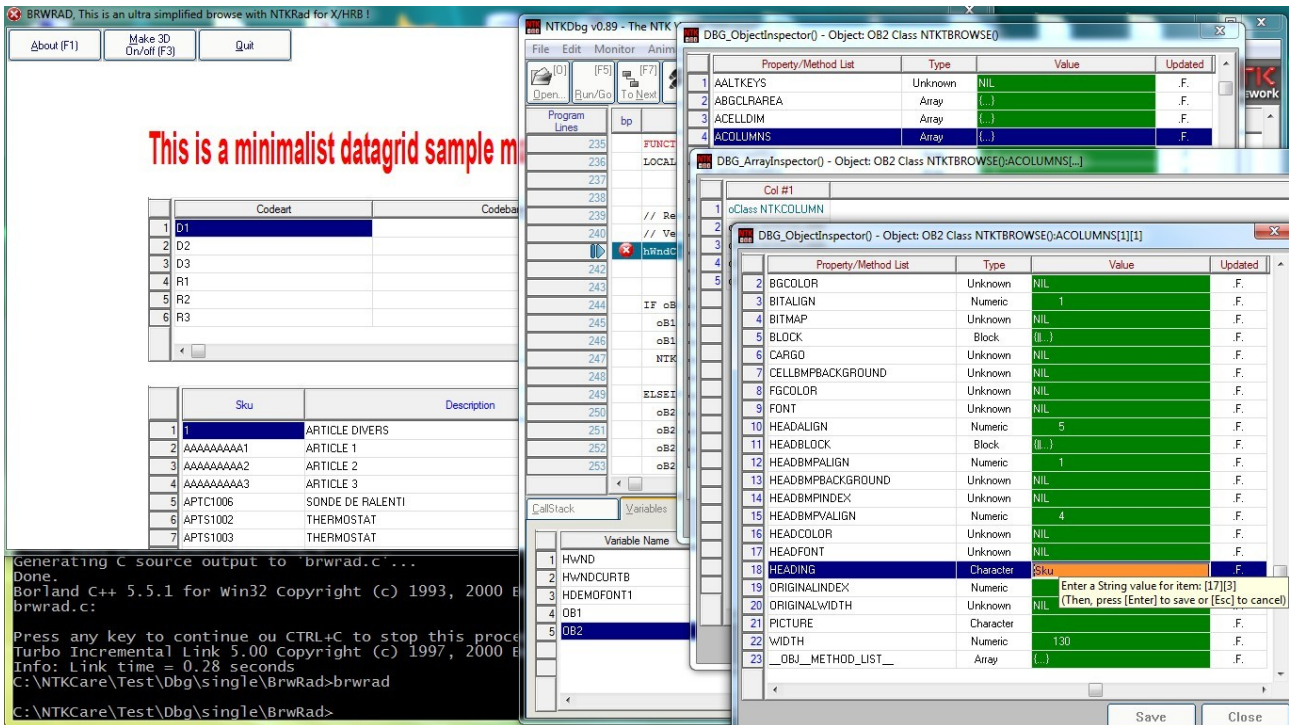 BRWRAD, This is an ultra simplified browse with NTKRad for X/HRB !
About (F1)
Make 3D
On/off (F3)
Quit
This is a minimalist datagrid sample m
Codeart Codeba
1 D1
2 D2
3 D3
4 R1
5 R2
6 R3
Sku Description
1 1 ARTICLE DIVERS
2 AAAAAAAAA1 ARTICLE 1
3 AAAAAAAAA2 ARTICLE 2
4 AAAAAAAAA3 ARTICLE 3
5 APTC1006 SONDE DE RALENTI
6 APTS1002 THERMOSTAT
7 APTS1003 THERMOSTAT
Generating C source output to 'brwrad.c'...
Done.
Borland C++ 5.5.1 for Win32 Copyright (c) 1993, 2000 B
brwrad.c:
Press any key to continue ou CTRL+C to stop this proce
Turbo Incremental Link 5.00 Copyright (c) 1997, 2000 B
Info: Link time = 0.28 seconds
C:\NTKCare\Test\Dbg\single\BrwRad>brwrad
C:\NTKCare\Test\Dbg\single\BrwRad>
NTKDbg v0.89 - The NTK
File Edit Monitor Anim
[O] [F5] [F7]
Open... Run/Go To Next
Program
Lines
bp
235 FUNCT
236 LOCAL
237
238
239 // Re
240 // Ve
hWndC
242
243
244 IF oB
245 oB1
246 oB1
247 NTK
248
249 ELSEI
250 oB2
251 oB2
252 oB2
253 oB2
CallStack Variables
Variable Name
1 HWND
2 HWNDCURTB
3 HDEMOFONT1
4 OB1
5 OB2
DBG_ObjectInspector() - Object: OB2 Class NTKTBROWSE()
Property/Method List Type Value Updated
1 AALTKEYS Unknown NIL .F.
2 ABGCLRAREA Array {...} .F.
3 ACELLDIM Array {...} .F.
4 ACOLUMNS Array {...} .F.
ework
DBG_ArrayInspector() - Object: OB2 Class NTKTBROWSE():ACOLUMNS[...]
Col #1
1 oClass NTKCOLUMN
2
3
4
5
DBG_ObjectInspector() - Object: OB2 Class NTKTBROWSE():ACOLUMNS[1][1]
Property/Method List Type Value Updated
2 BGCOLOR Unknown NIL .F.
3 BITALIGN Numeric 1 .F.
4 BITMAP Unknown NIL .F.
5 BLOCK Block {||...} .F.
6 CARGO Unknown NIL .F.
7 CELLBMPBACKGROUND Unknown NIL .F.
8 FGCOLOR Unknown NIL .F.
9 FONT Unknown NIL .F.
10 HEADALIGN Numeric 5 .F.
11 HEADBLOCK Block {||...} .F.
12 HEADBMPALIGN Numeric 1 .F.
13 HEADBMPBACKGROUND Unknown NIL .F.
14 HEADBMPINDEX Unknown NIL .F.
15 HEADBMPVALIGN Numeric 4 .F.
16 HEADCOLOR Unknown NIL .F.
17 HEADFONT Unknown NIL .F.
18 HEADING Character Sku .F.
19 ORIGINALINDEX Numeric
20 ORIGINALWIDTH Unknown NIL
Enter a String value for item: [17][3]
(Then, press [Enter] to save or [Esc] to cancel)
21 PICTURE Character .F.
22 WIDTH Numeric 130 .F.
23 __OBJ__METHOD_LIST__ Array {...} .F.
Save Close